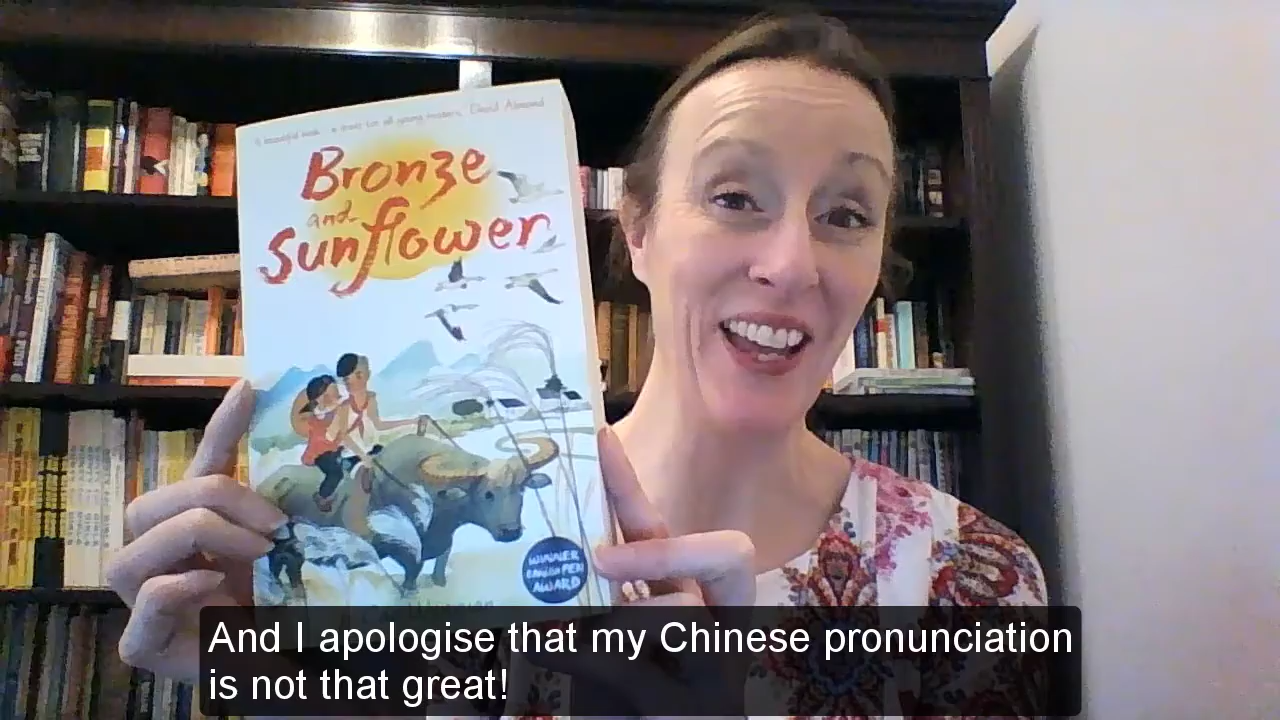 A beautiful book - a treat for all young readers. David Almond
Bronze
and
Sunflower
WINNER
ENGLISH PEN
AWARD
And I apologise that my Chinese pronunciation
is not that great!